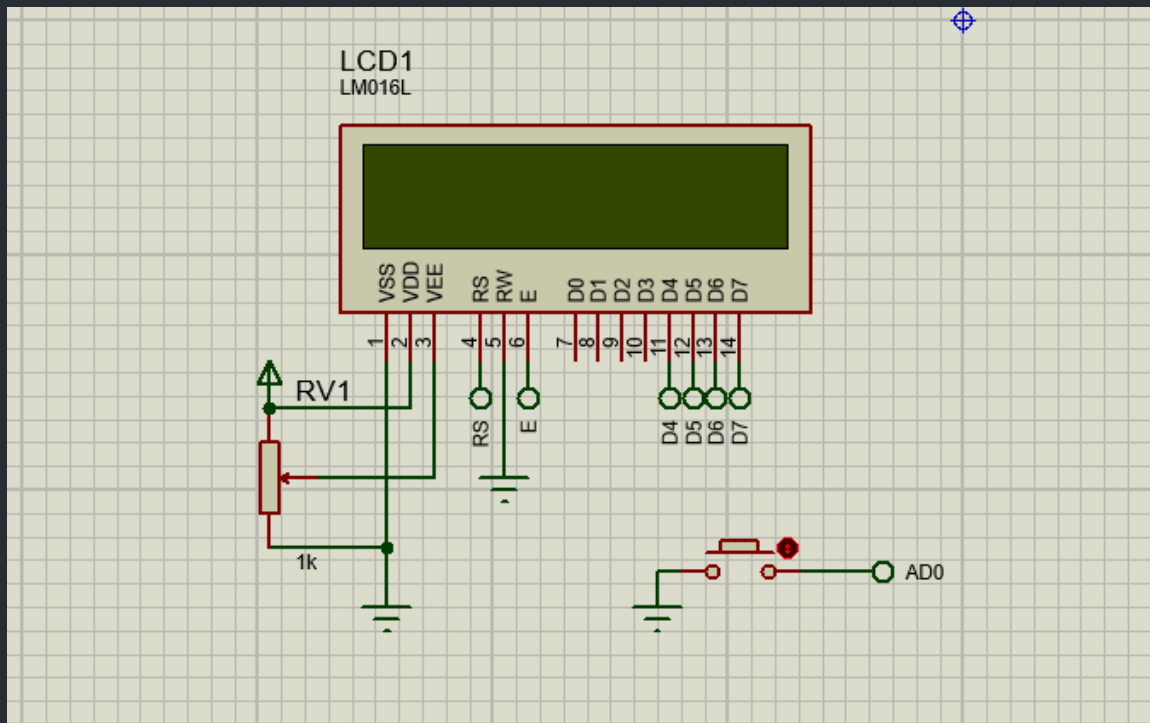 LCD1
LM016L
VSS
VDD
VEE
RS
RW
E
D0
D1
D2
D3
D4
D5
D6
D7
1
2
3
4
5
6
7
8
9
10
11
12
13
14
RV1
RS
E
D4
D5
D6
D7
1k
AD0